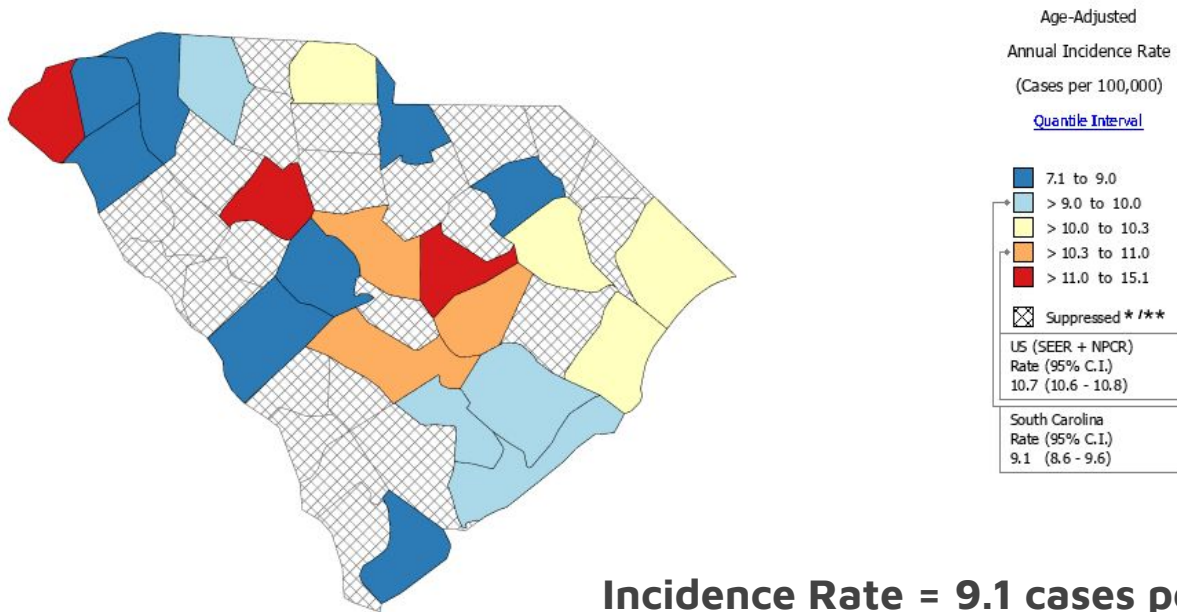 Age-Adjusted
Annual Incidence Rate
(Cases per 100,000)
Quantile Interval
7.1 to 9.0
> 9.0 to 10.0
> 10.0 to 10.3
> 10.3 to 11.0
> 11.0 to 15.1
Suppressed * /**
US (SEER + NPCR)
Rate (95% C.I.)
10.7 (10.6 - 10.8)
South Carolina
Rate (95% C.I.)
9.1 (8.6 - 9.6)
Incidence Rate = 9.1 cases